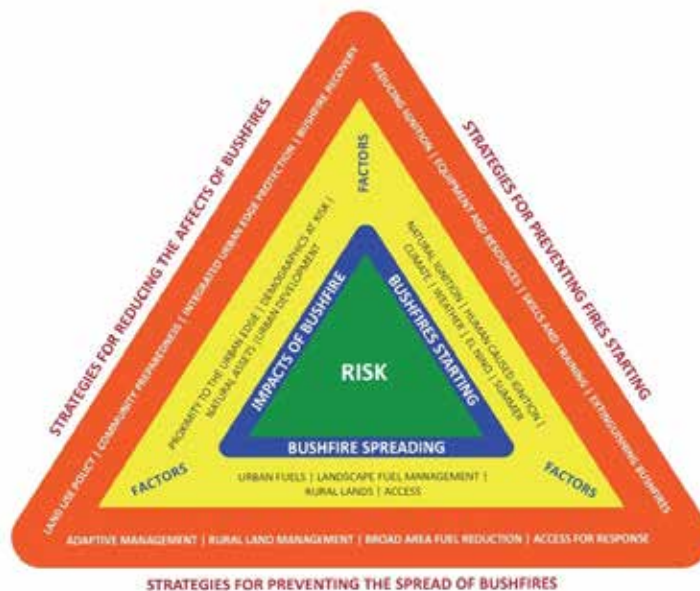 STRATEGIES FOR REDUCING THE AFFECTS OF BUSHFIRES
LAND USE POLICY | COMMUNITY PREPAREDNESS | INTEGRATED URBAN EDGE PROTECTION | BUSHFIRE RECOVERY
STRATEGIES FOR PREVENTING FIRES STARTING
REDUCING IGNITION | EQUIPMENT AND RESOURCES | SKILLS AND TRAINING | EXTINGUISHING BUSHFIRES
FACTORS
PROXIMITY TO THE URBAN EDGE | DEMOGRAPHICS AT RISK |
NATURAL ASSETS | URBAN DEVELOPMENT
NATURAL IGNITION | HUMAN CAUSED IGNITION |
CLIMATE | WEATHER | EL NINO | SUMMER
IMPACTS OF BUSHFIRE
BUSHFIRES STARTING
RISK
BUSHFIRE SPREADING
FACTORS
URBAN FUELS | LANDSCAPE FUEL MANAGEMENT |
RURAL LANDS | ACCESS
FACTORS
ADAPTIVE MANAGEMENT | RURAL LAND MANAGEMENT | BROAD AREA FUEL REDUCTION | ACCESS FOR RESPONSE
STRATEGIES FOR PREVENTING THE SPREAD OF BUSHFIRES